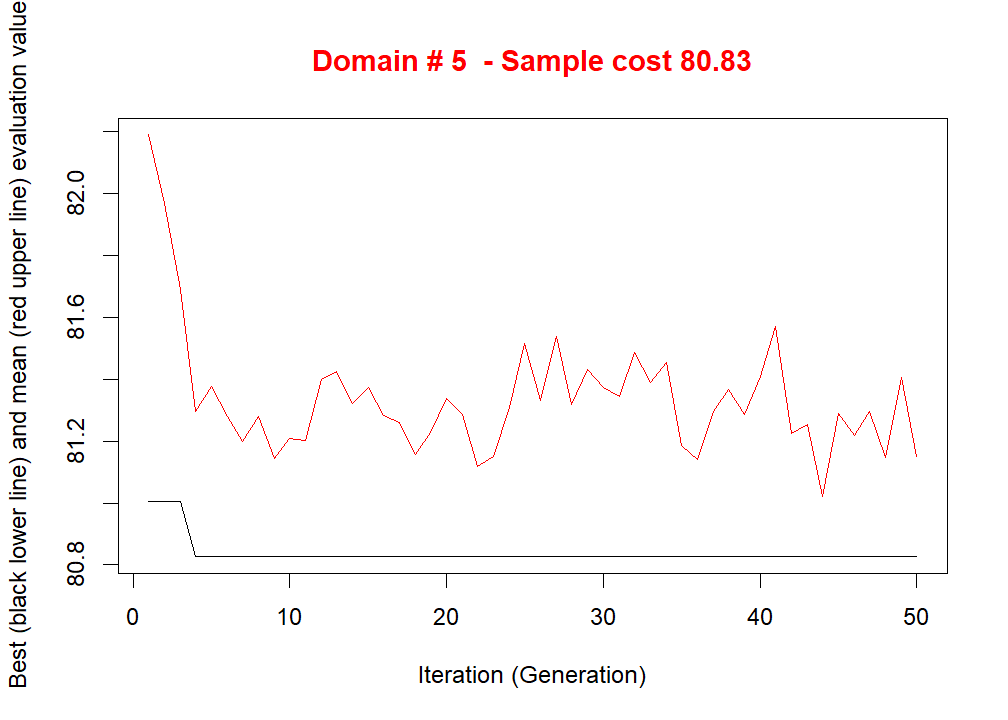 Domain # 5  - Sample cost 80.83
Best (black lower line) and mean (red upper line) evaluation value
82.0
81.6
81.2
80.8
0 10 20 30 40 50
Iteration (Generation)